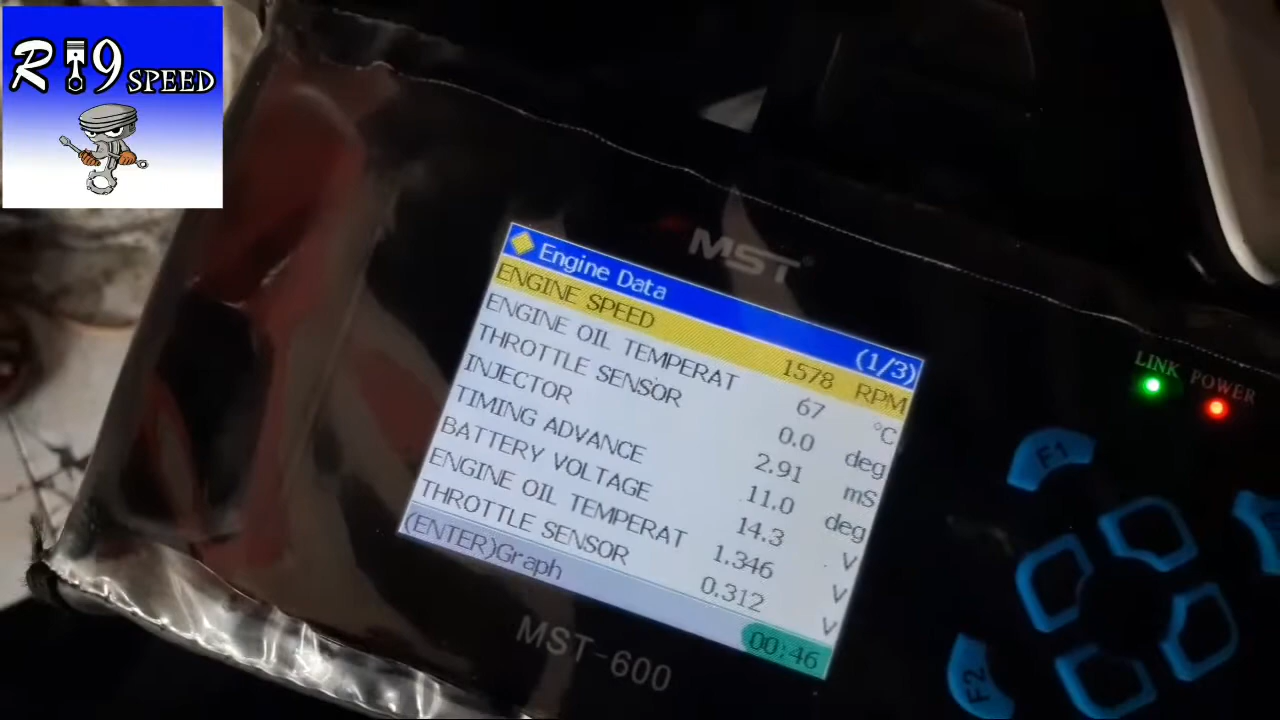 R 19 SPEED
MST®
Engine Data (1/3)
ENGINE SPEED 1578 RPM
ENGINE OIL TEMPERAT 67 °C
THROTTLE SENSOR 0.0 deg
INJECTOR 2.91 mS
TIMING ADVANCE 11.0 deg
BATTERY VOLTAGE 14.3 V
ENGINE OIL TEMPERAT 1.346 V
THROTTLE SENSOR 0.312 V
(ENTER)Graph 00:46
MST-600
LINK POWER
F1
F2